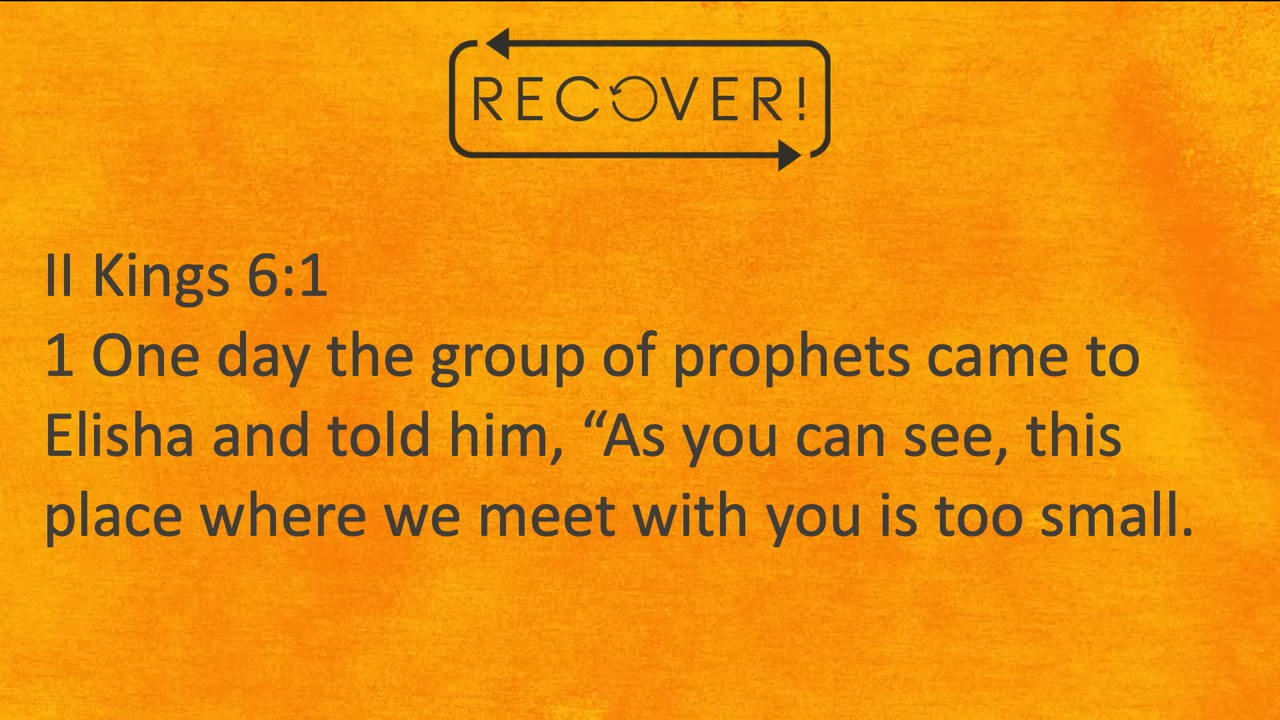 RECOVER!
II Kings 6:1
1 One day the group of prophets came to
Elisha and told him, “As you can see, this
place where we meet with you is too small.